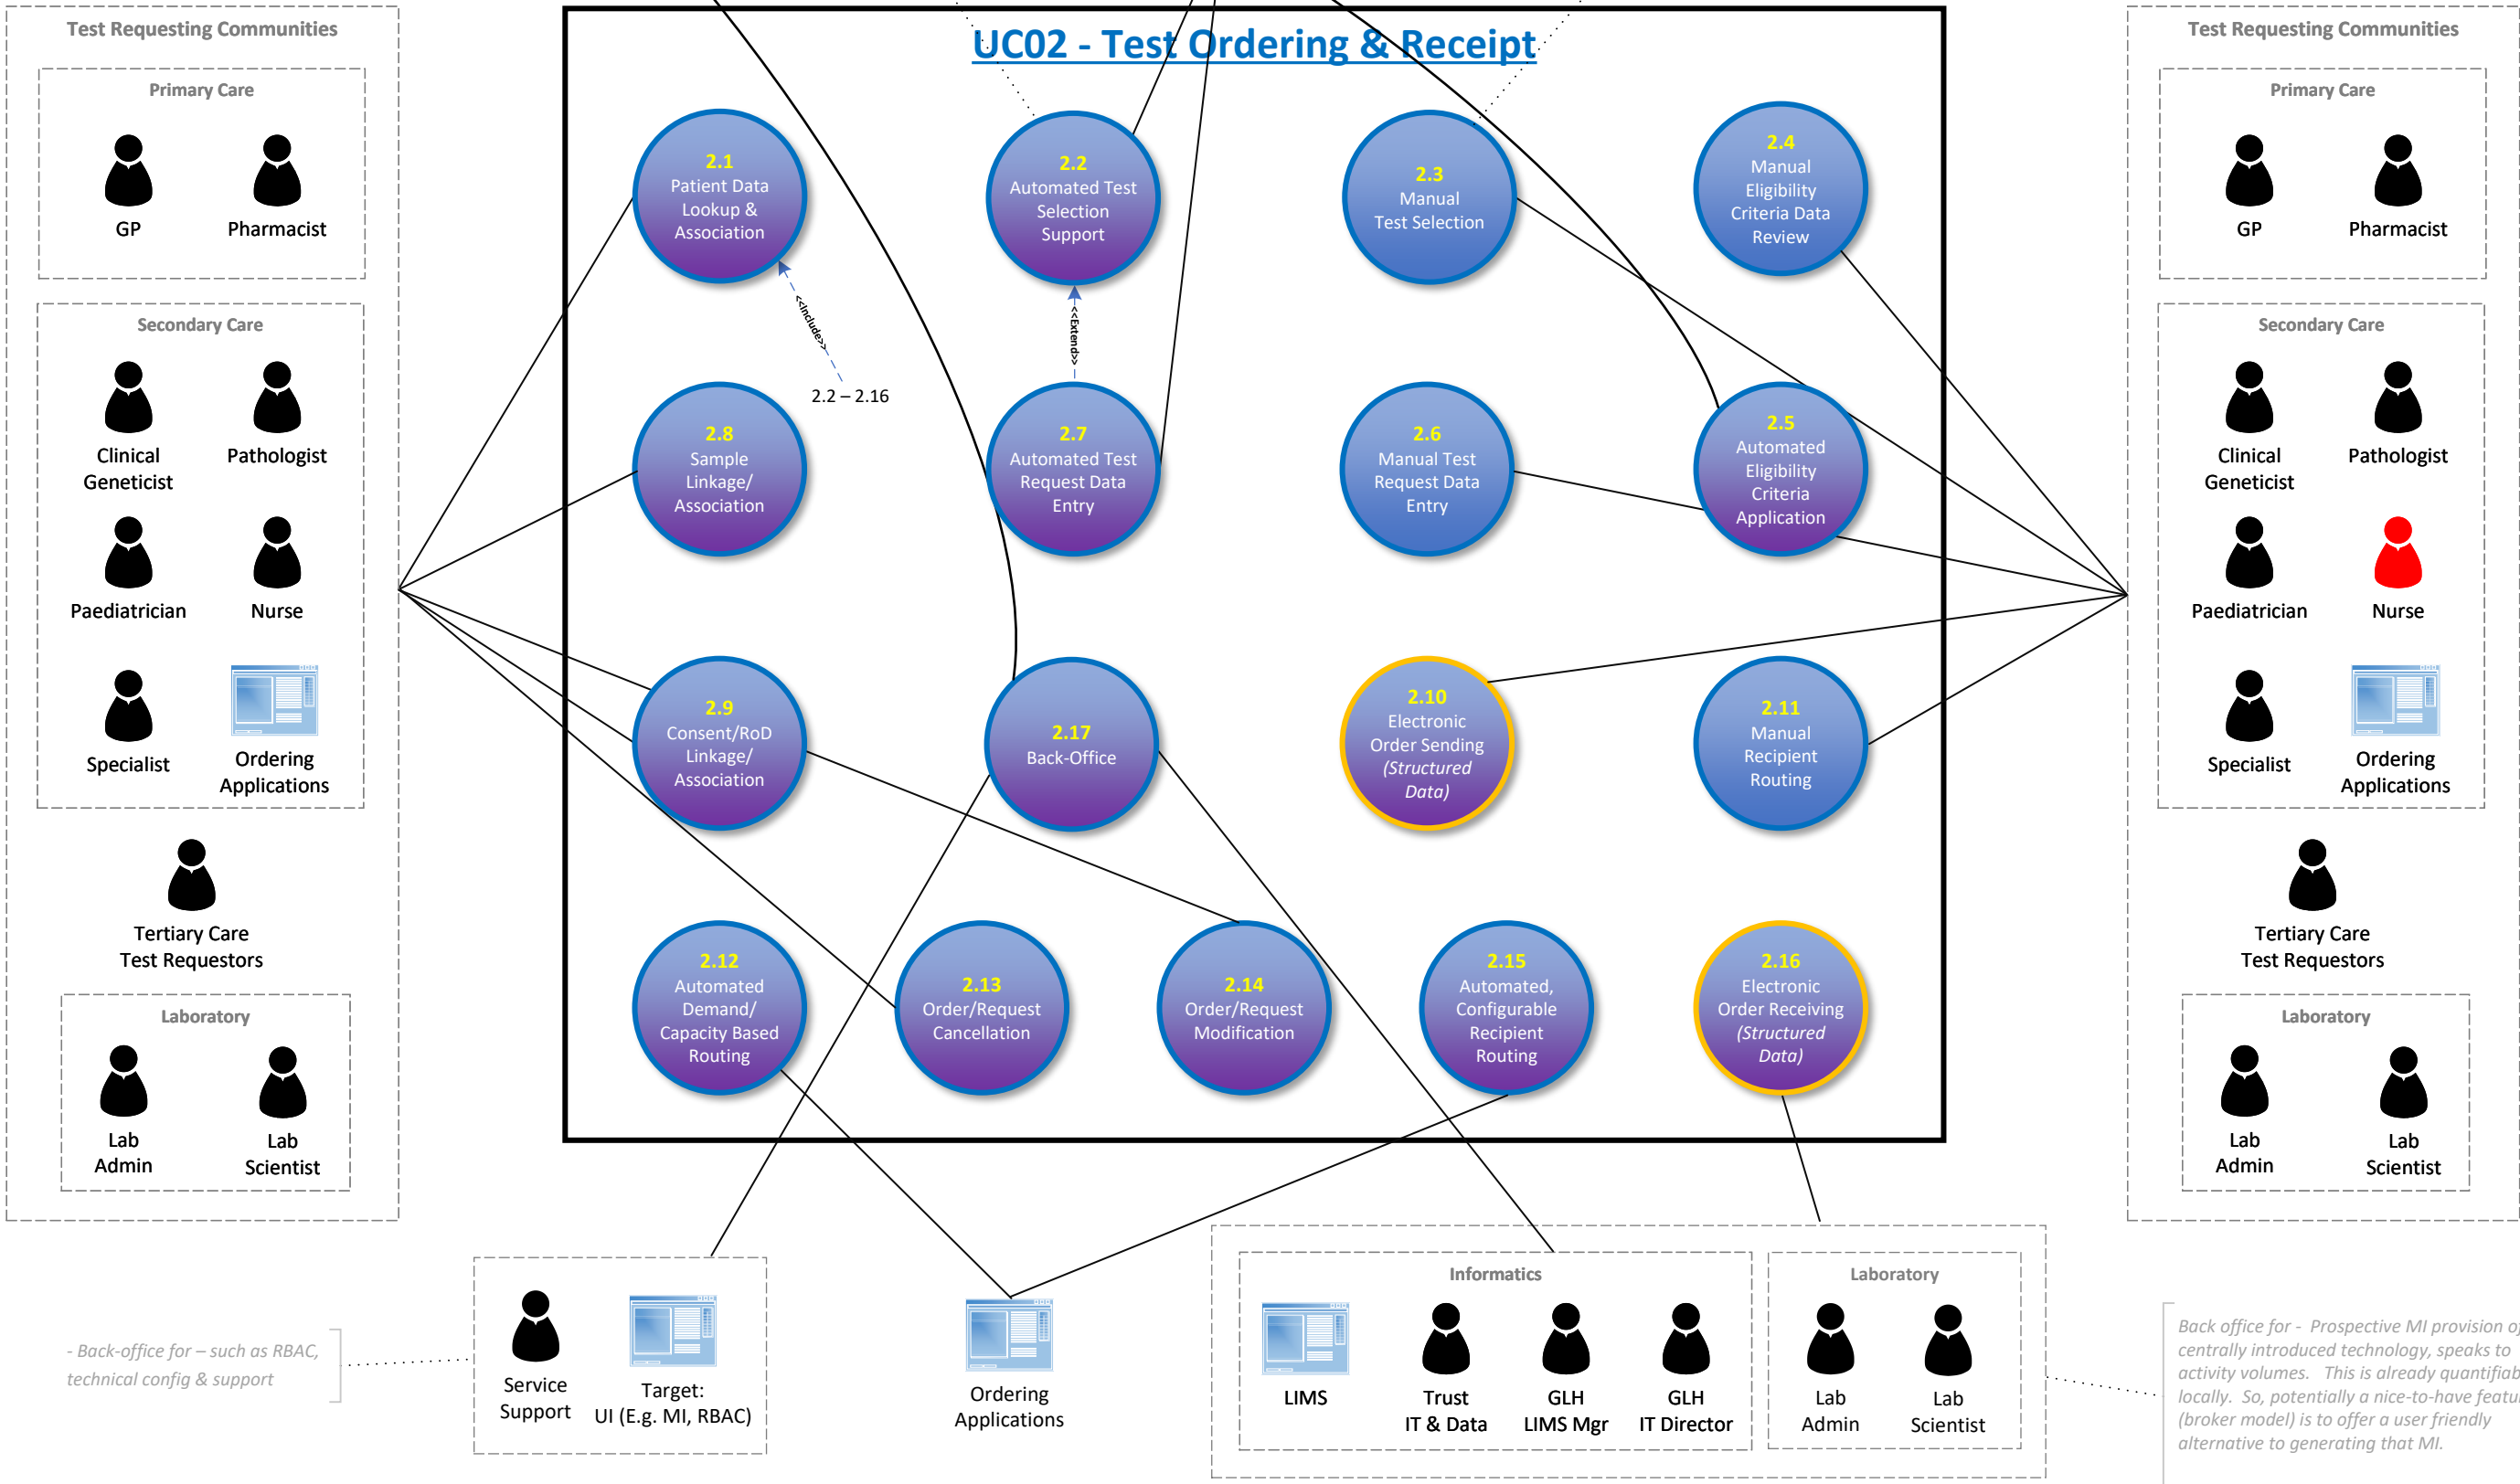 Test Requesting Communities
Primary Care
GP
Pharmacist
Secondary Care
Clinical
Geneticist
Pathologist
Paediatrician
Nurse
Specialist
Ordering
Applications
Tertiary Care
Test Requestors
Laboratory
Lab
Admin
Lab
Scientist
UC02 - Test Ordering & Receipt
2.1
Patient Data
Lookup &
Association
2.2
Automated Test
Selection
Support
2.3
Manual
Test Selection
2.4
Manual
Eligibility
Criteria Data
Review
<<Include>>
2.2 – 2.16
<<Extend>>
2.8
Sample
Linkage/
Association
2.7
Automated Test
Request Data
Entry
2.6
Manual Test
Request Data
Entry
2.5
Automated
Eligibility
Criteria
Application
2.9
Consent/RoD
Linkage/
Association
2.17
Back-Office
2.10
Electronic
Order Sending
(Structured
Data)
2.11
Manual
Recipient
Routing
2.12
Automated
Demand/
Capacity Based
Routing
2.13
Order/Request
Cancellation
2.14
Order/Request
Modification
2.15
Automated,
Configurable
Recipient
Routing
2.16
Electronic
Order Receiving
(Structured
Data)
Test Requesting Communities
Primary Care
GP
Pharmacist
Secondary Care
Clinical
Geneticist
Pathologist
Paediatrician
Nurse
Specialist
Ordering
Applications
Tertiary Care
Test Requestors
Laboratory
Lab
Admin
Lab
Scientist
- Back-office for – such as RBAC,
technical config & support
Service
Support
Target:
UI (E.g. MI, RBAC)
Ordering
Applications
Informatics
LIMS
Trust
IT & Data
GLH
LIMS Mgr
GLH
IT Director
Laboratory
Lab
Admin
Lab
Scientist
Back office for - Prospective MI provision of
centrally introduced technology, speaks to
activity volumes. This is already
locally. So, potentially a nice-to-have
(broker model) is to offer a user friendly
alternative to generating that MI.